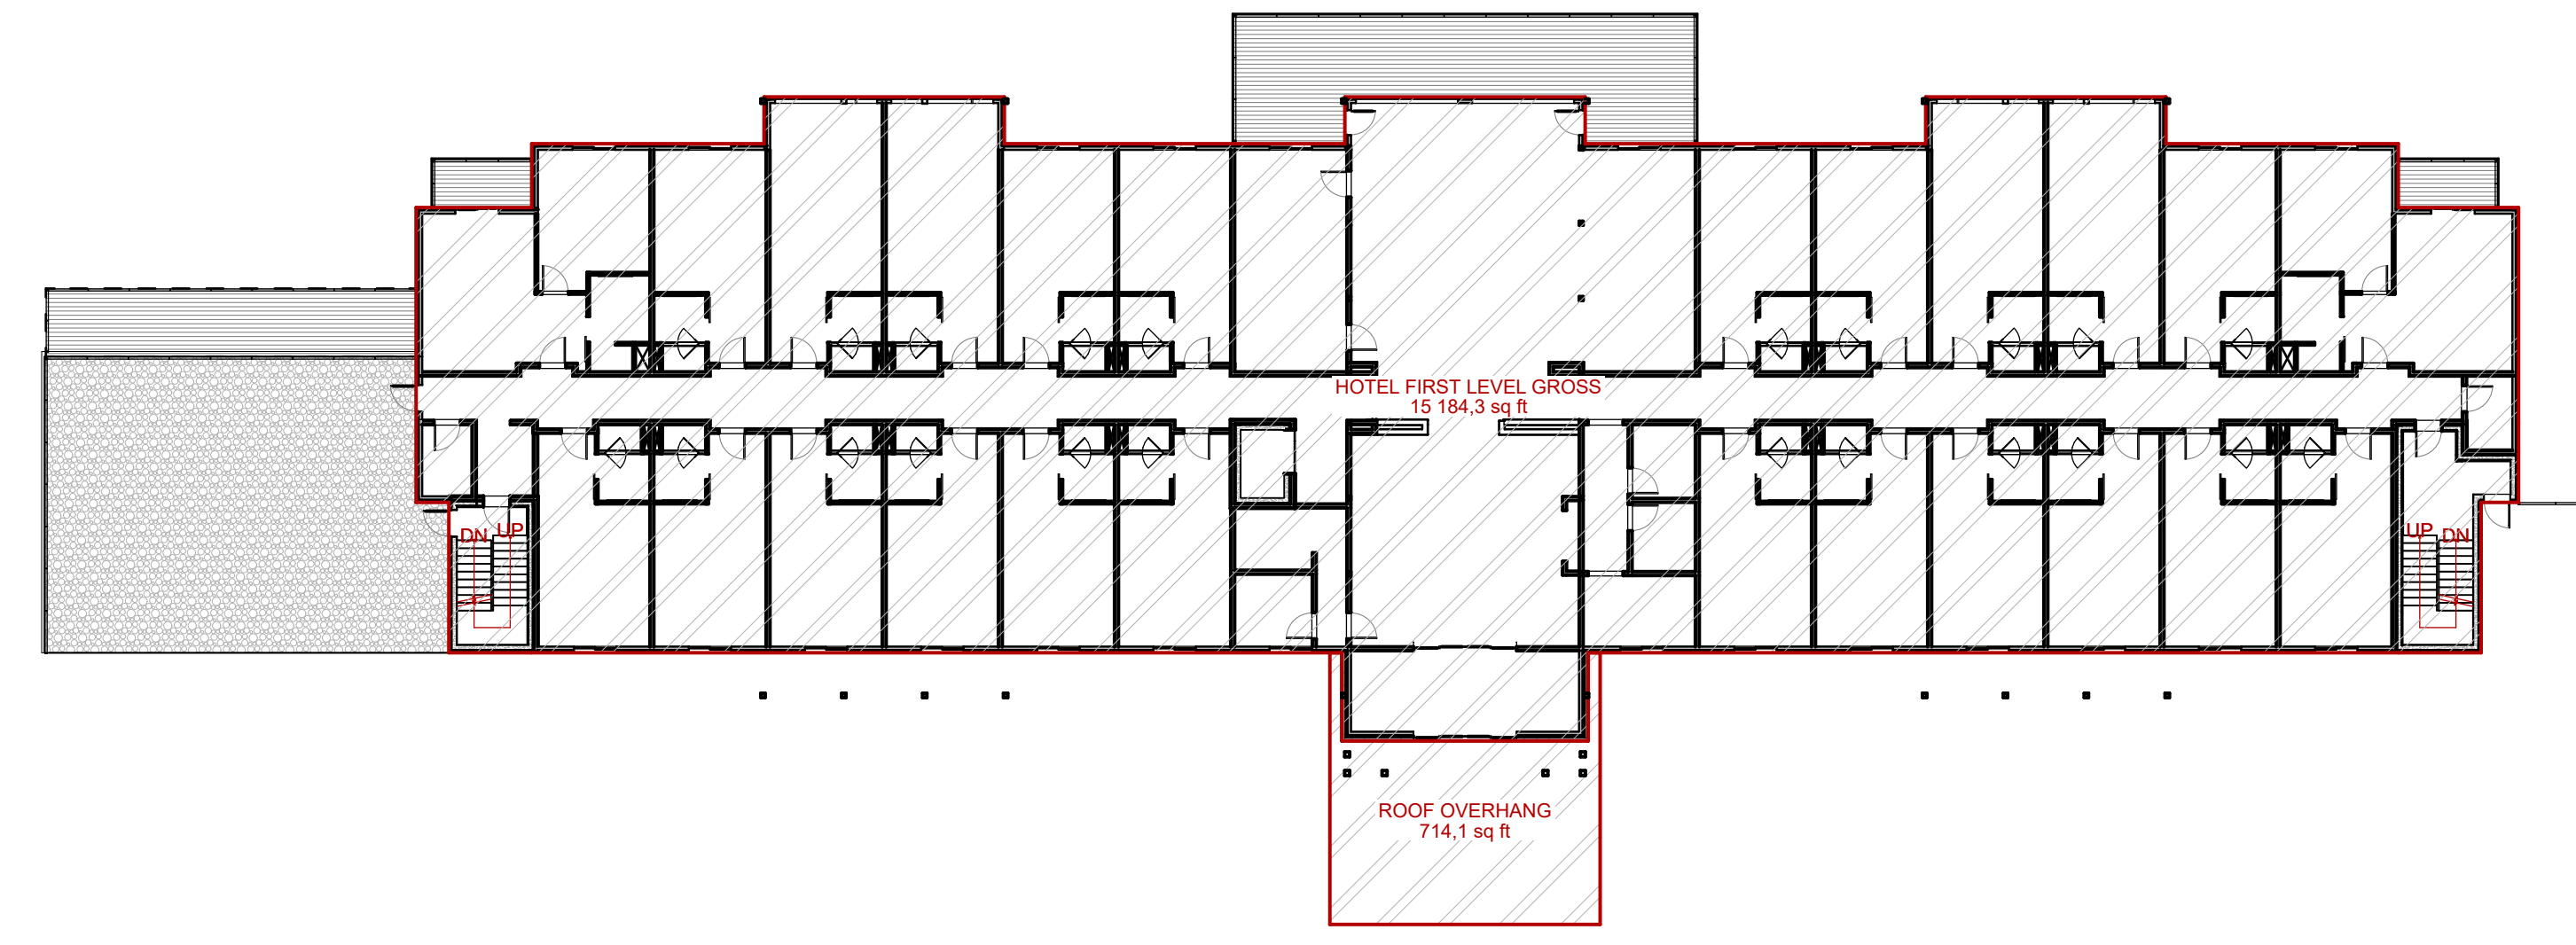 HOTEL FIRST LEVEL GROSS
15 184,3 sq ft
DN UP
UP DN
ROOF OVERHANG
714,1 sq ft